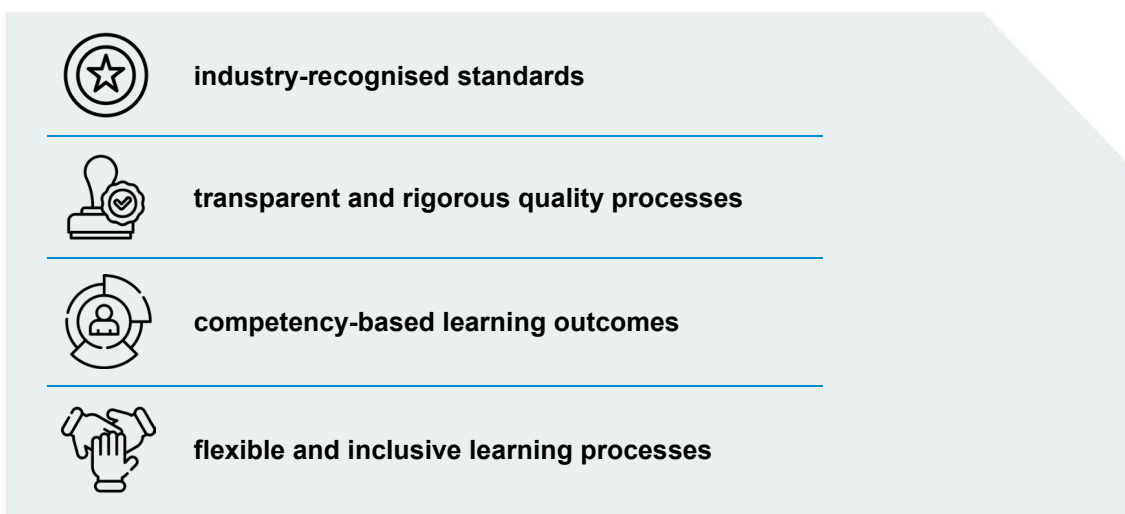 industry-recognised standards
transparent and rigorous quality processes
competency-based learning outcomes
flexible and inclusive learning processes